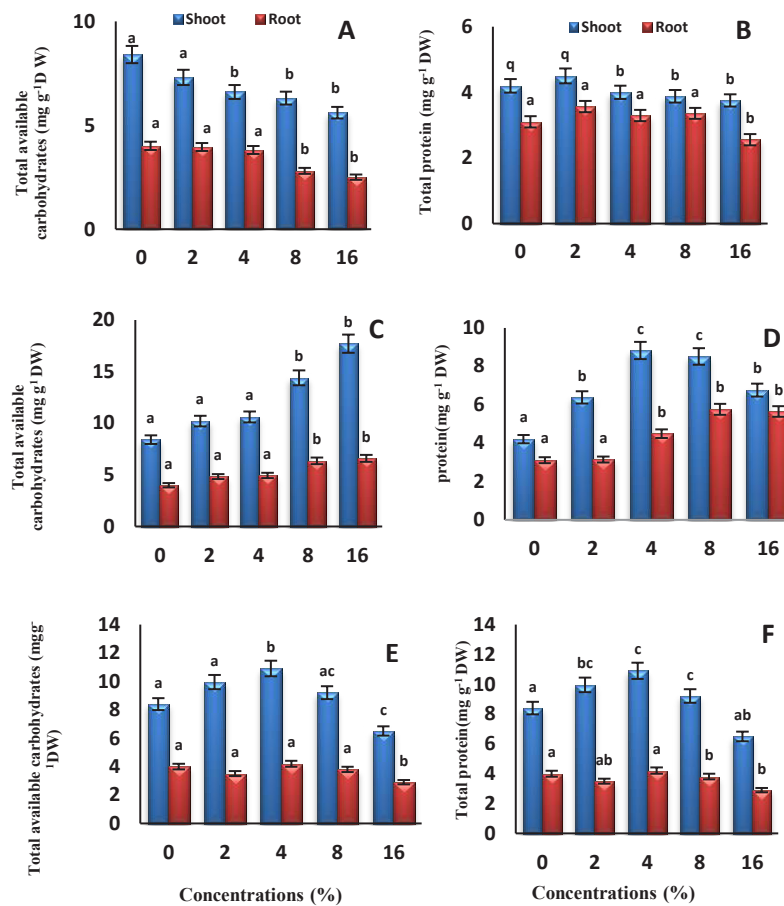 Shoot Root
A
Total available
carbohydrates (mg g-1D W)
10
5
0
a a b b b
a a a b b
0 2 4 8 16
Shoot Root
B
Total protein (mg g-1 DW)
6
4
2
0
q q b b b
a a a a b
0 2 4 8 16
C
Total available
carbohydrates (mg g1 DW)
20
15
10
5
0
a a a b b
a a a b b
0 2 4 8 16
D
protein(mg g-1 DW)
10
8
6
4
2
0
a b c c b
a a b b b
0 2 4 8 16
E
Total available carbohydrates (mgg-
1DW)
14
12
10
8
6
4
2
0
a a b ac c
a a a a b
0 2 4 8 16
Concentrations (%)
F
Total protein(mg g-1 DW)
14
12
10
8
6
4
2
0
a bc c c ab
a ab a b b
0 2 4 8 16
Concentrations (%)